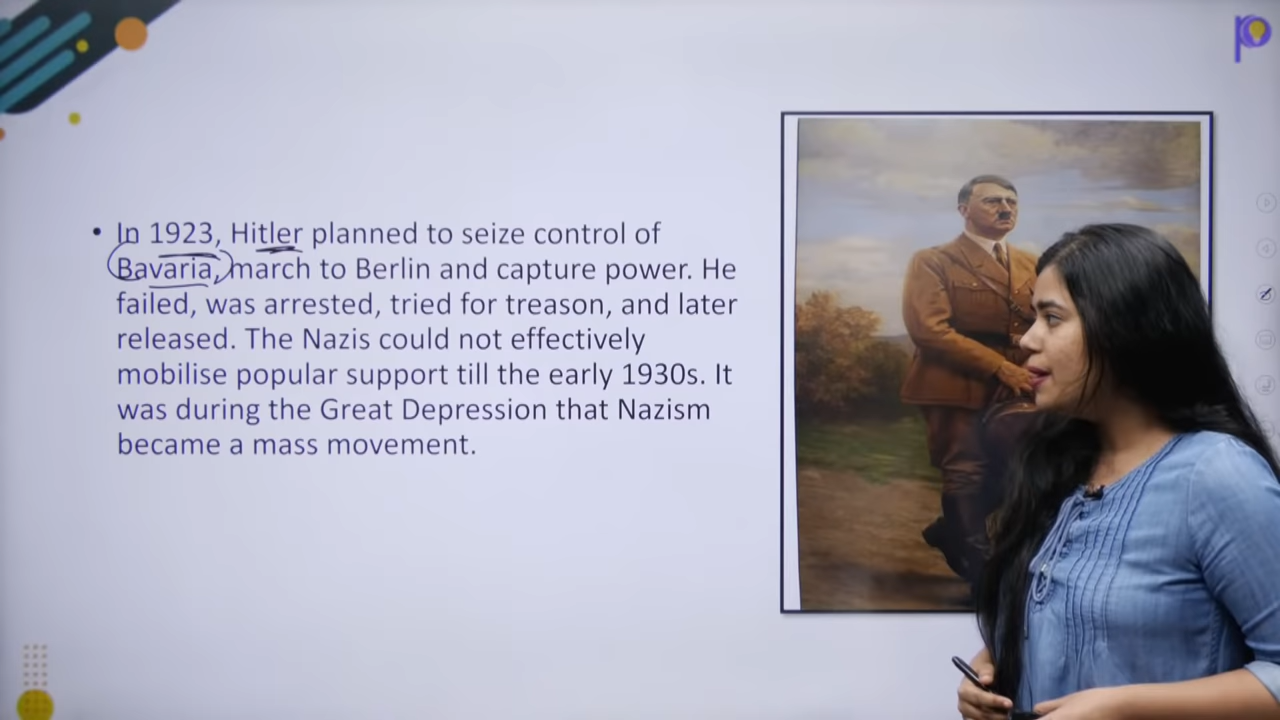 • In 1923, Hitler planned to seize control of
Bavaria, march to Berlin and capture power. He
failed, was arrested, tried for treason, and later
released. The Nazis could not effectively
mobilise popular support till the early 1930s. It
was during the Great Depression that Nazism
became a mass movement.